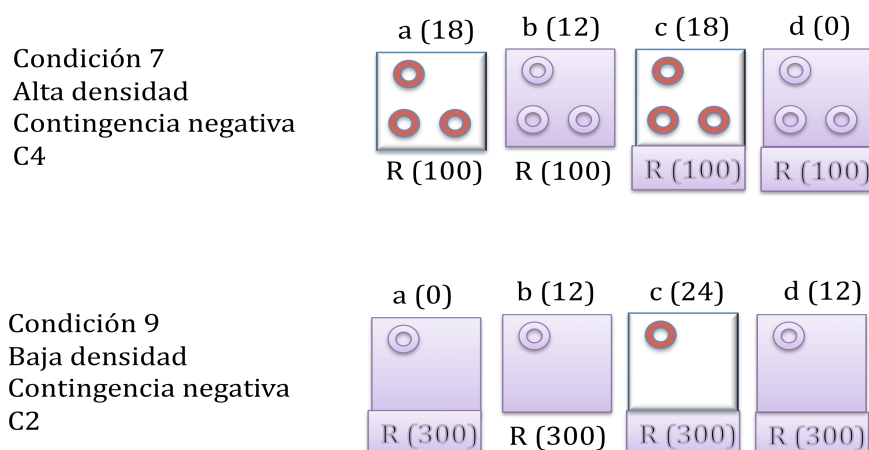 a (18) b (12) c (18) d (0)
Condición 7
Alta densidad
Contingencia negativa
C4
R (100) R (100) R (100) R (100)
a (0) b (12) c (24) d (12)
Condición 9
Baja densidad
Contingencia negativa
C2
R (300) R (300) R (300) R (300)